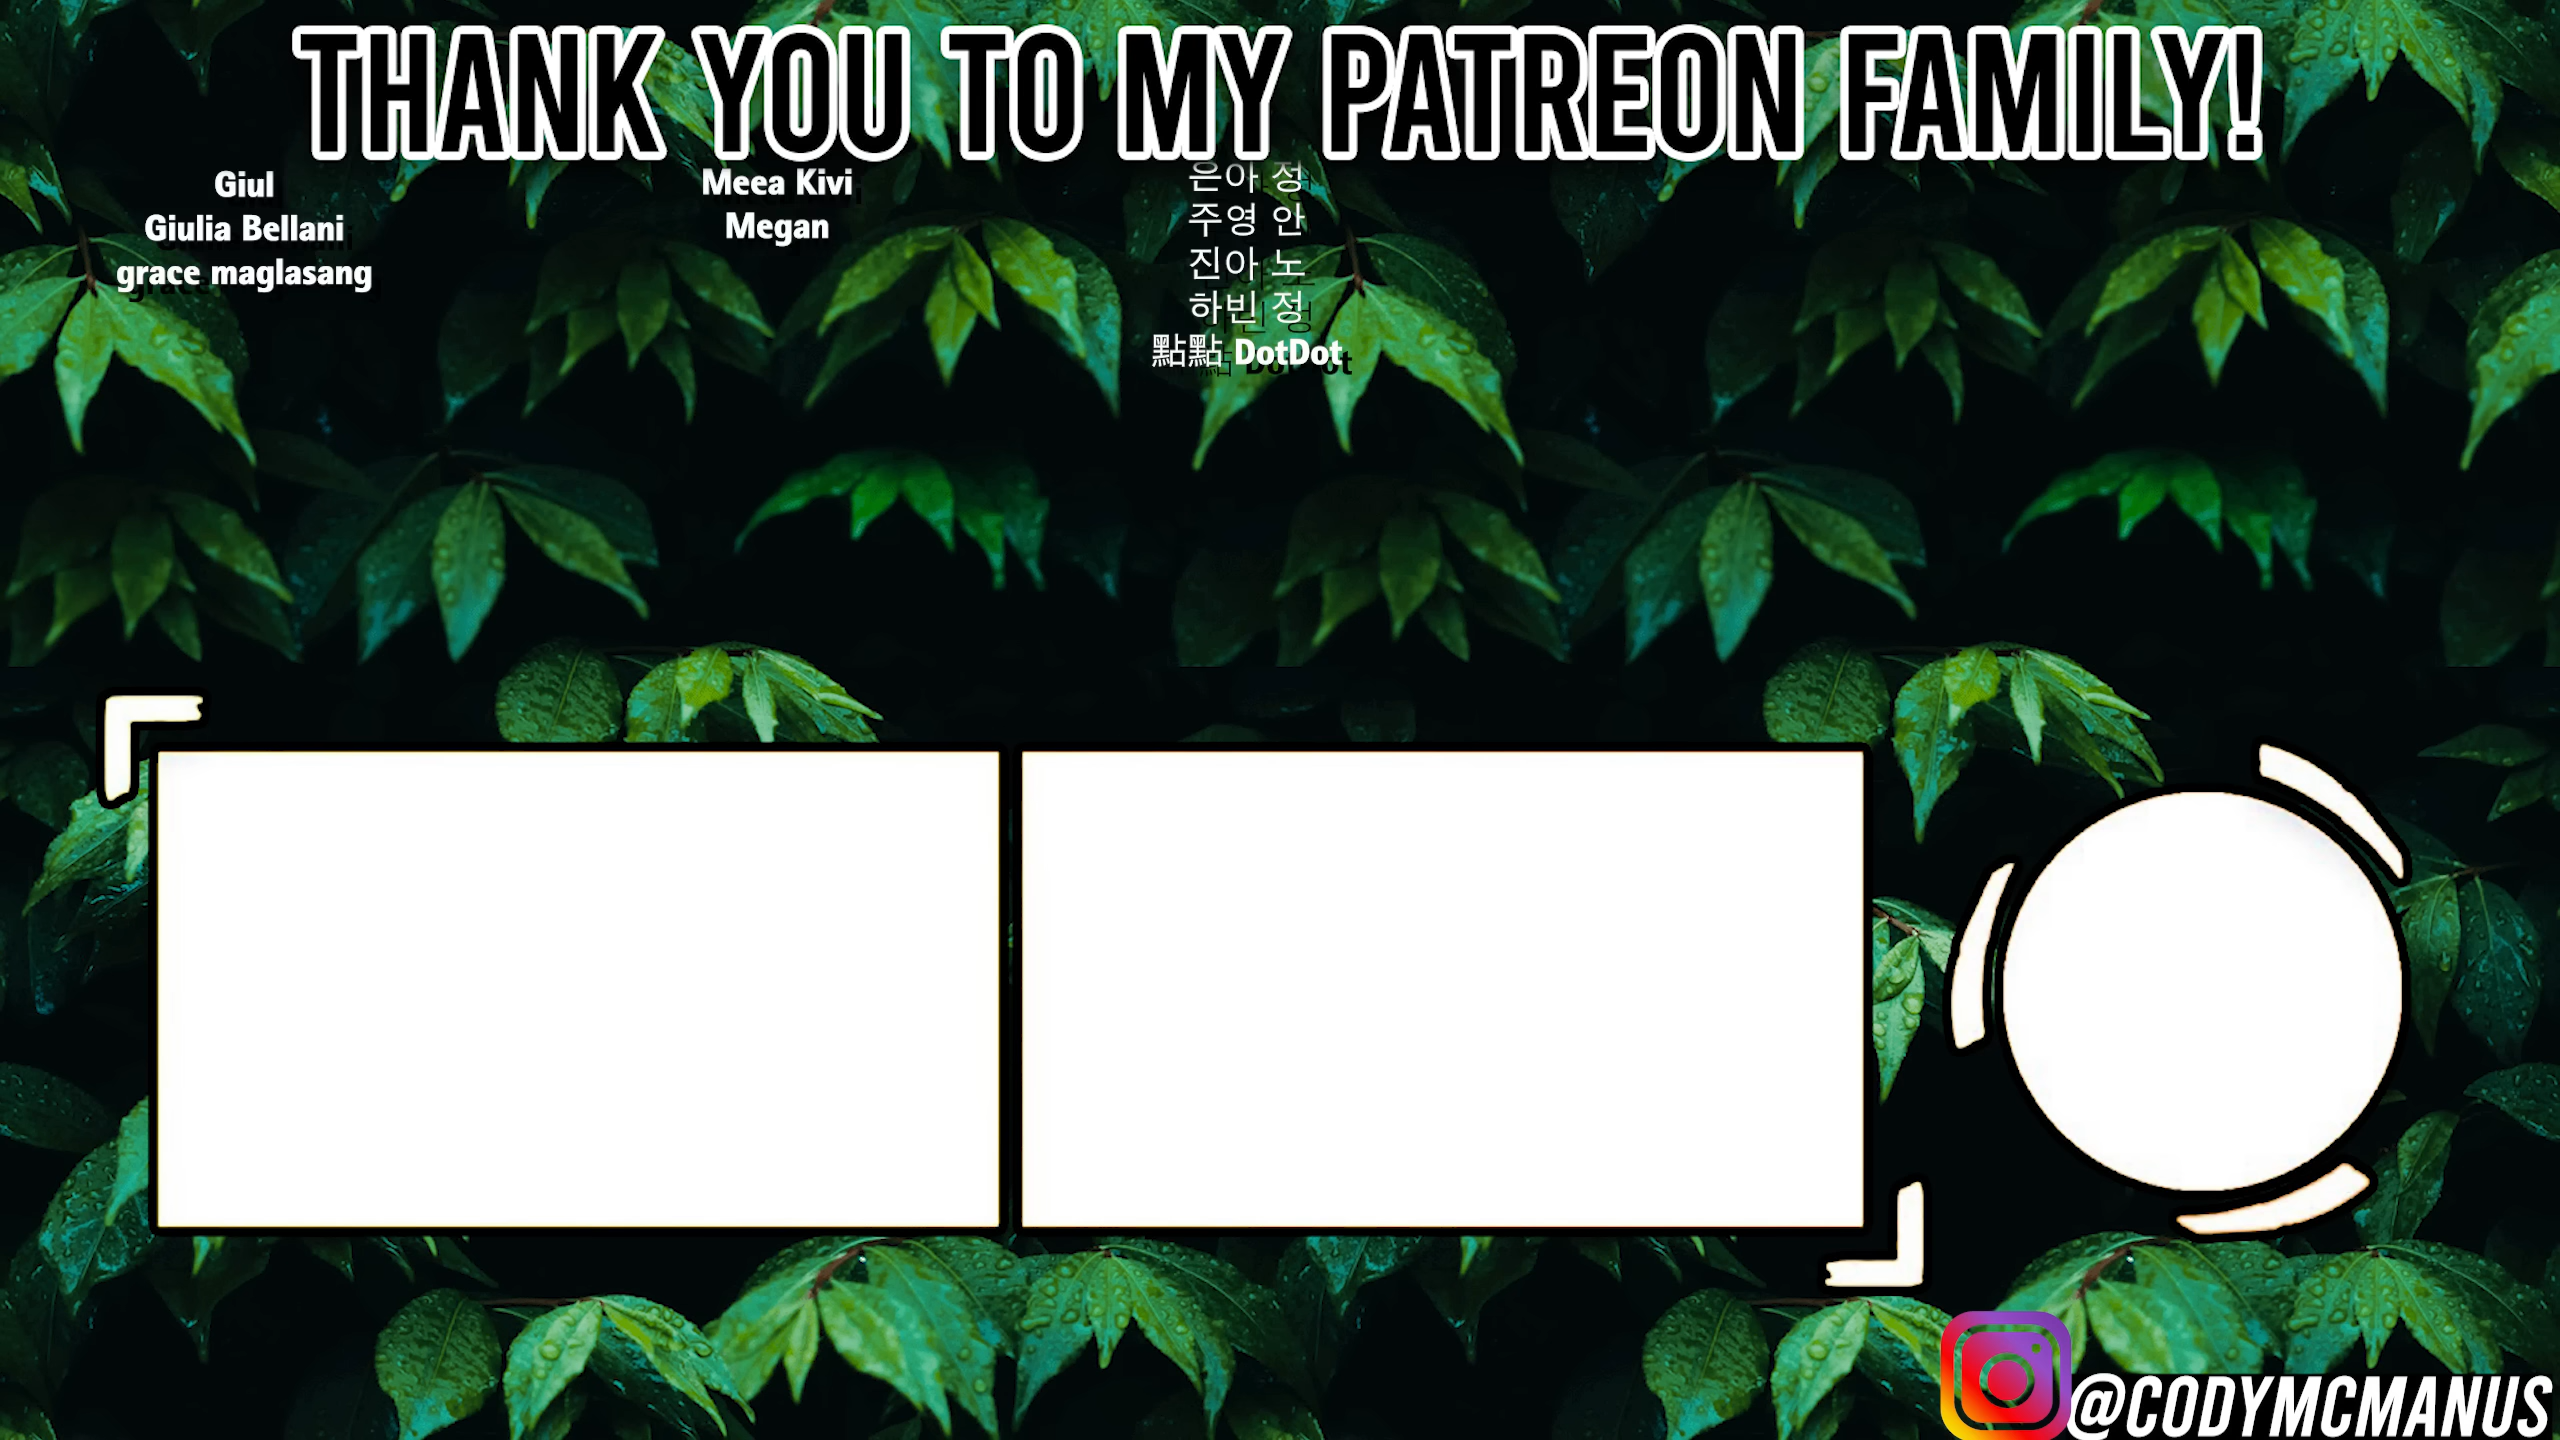 THANK YOU TO MY PATREON FAMILY!
Giul
Giulia Bellani
grace maglasang
Meea Kivi
Megan
은아 정
주영 안
진아 노
하빈 정
點點 DotDot
@CODYMCMANUS